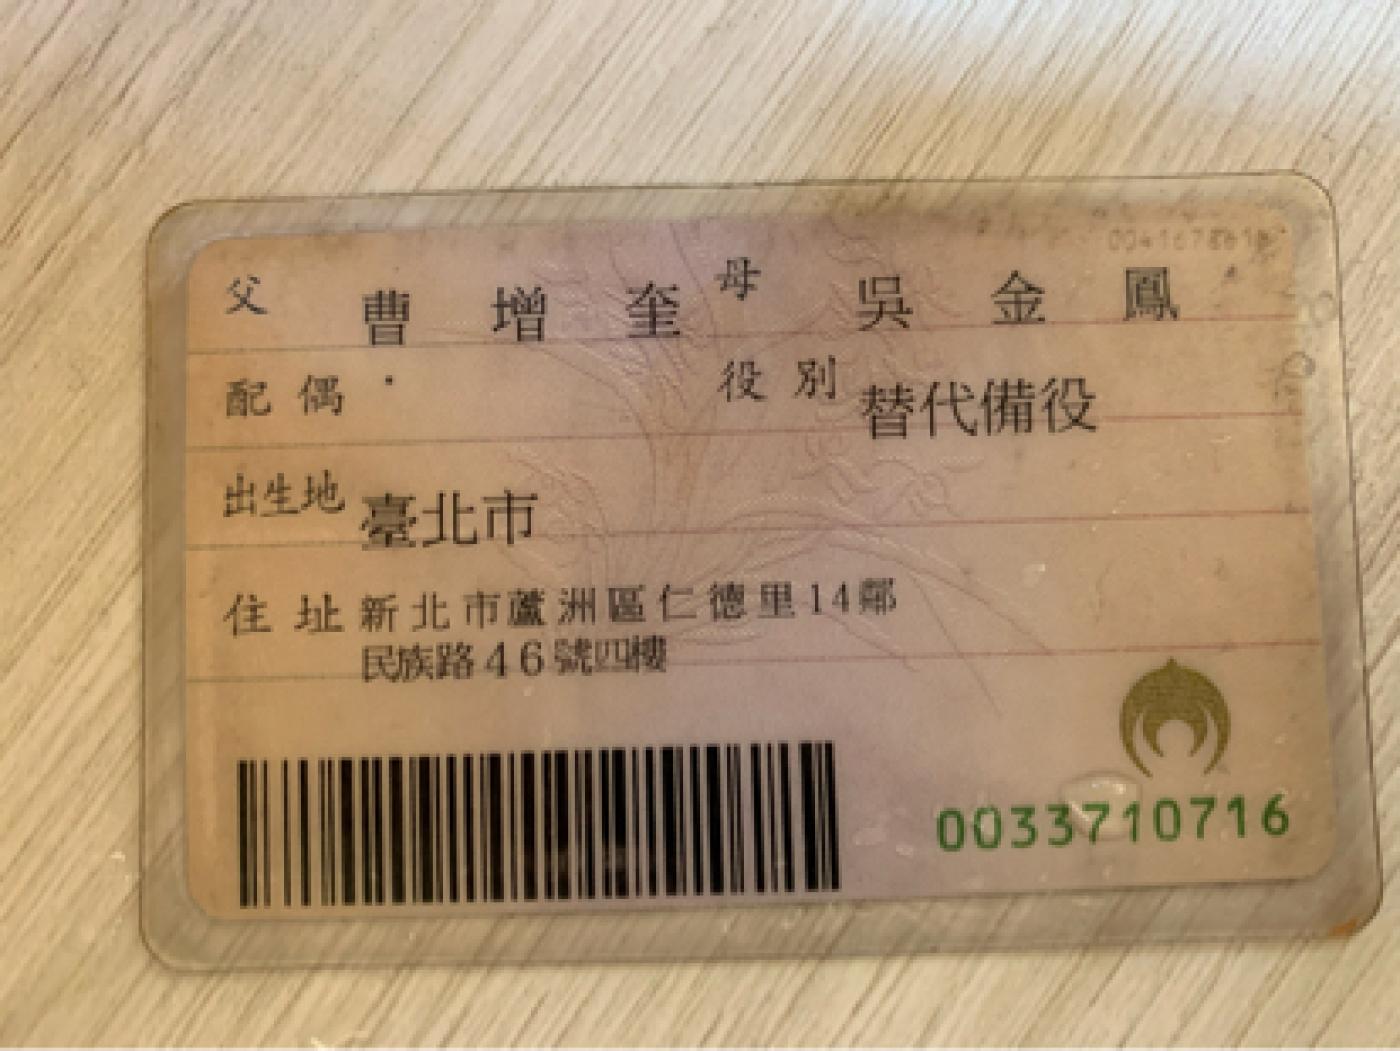 父 曹增奎 母 吳金鳳
配偶 役別 替代備役
出生地 臺北市
住址 新北市蘆洲區仁德里14鄰
民族路46號四樓
0033710716